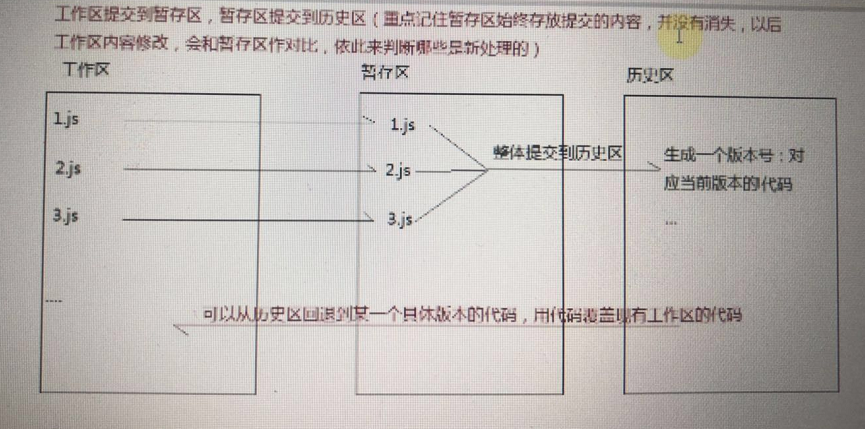 工作区提交到暂存区，暂存区提交到历史区（重点记住暂存区始终存放提交的内容，并没有消失，以后
工作区内容修改，会和暂存区作对比，依此来判断哪些是新处理的）
工作区
暂存区
历史区
1.js
1.js
2.js
2.js
3.js
3.js
整体提交到历史区
生成一个版本号：对
应当前版本的代码
...
....
可以从历史区回退到某一个具体版本的代码，用代码覆盖现有工作区的代码